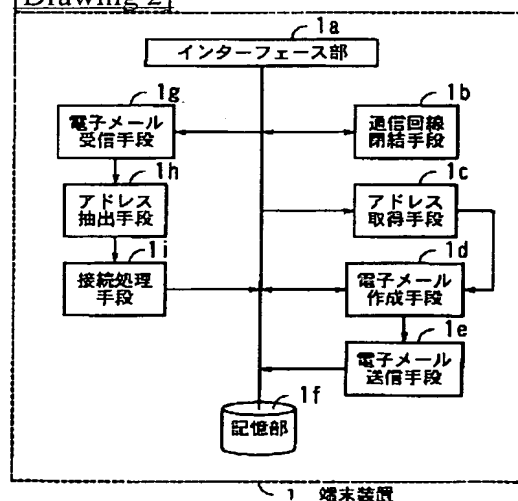 Drawing 2]
1a
インターフェース部
1g
電子メール
受信手段
1b
通信回線
閉結手段
1h
アドレス
抽出手段
1c
アドレス
取得手段
1i
接続処理
手段
1d
電子メール
作成手段
1e
電子メール
送信手段
1f
記憶部
1 端末装置